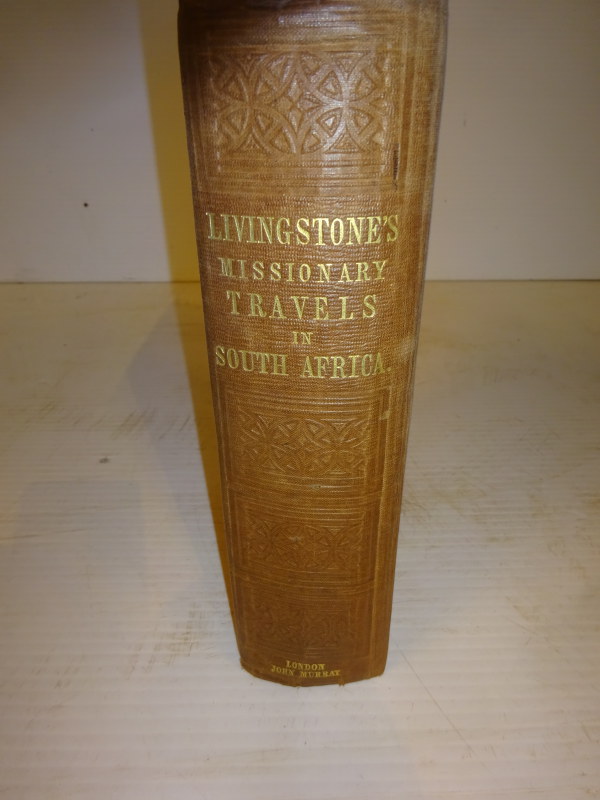 LIVINGSTONE'S
MISSIONARY
TRAVELS
IN
SOUTH AFRICA.
LONDON
JOHN MURRAY